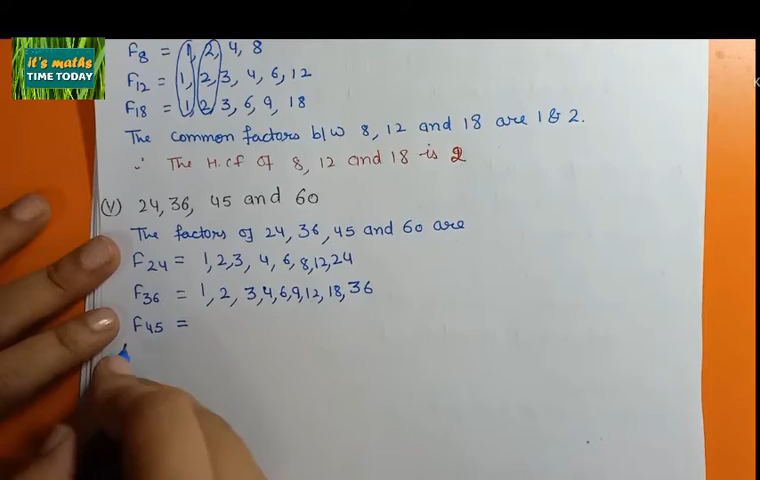 it's maths
TIME TODAY
F8 = 1, 2, 4, 8
F12 = 1, 2, 3, 4, 6, 12
F18 = 1, 2, 3, 6, 9, 18
The common factors b/w 8, 12 and 18 are 1 & 2.
∴ The H.cf of 8, 12 and 18 is 2
(V) 24, 36, 45 and 60
The factors of 24, 36, 45 and 60 are
F24 = 1, 2, 3, 4, 6, 8, 12, 24
F36 = 1, 2, 3, 4, 6, 9, 12, 18, 36
F45 =